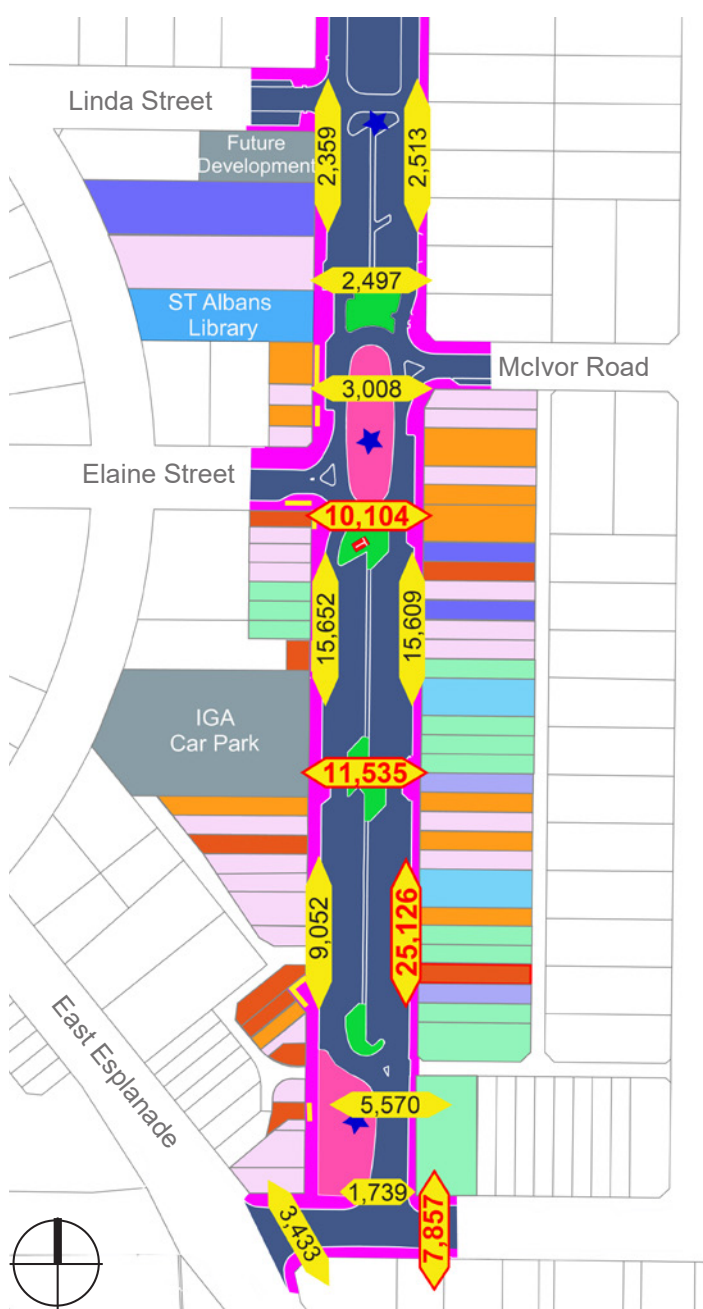 Linda Street
Future
Development
2,359
2,513
2,497
ST Albans
Library
McIvor Road
3,008
Elaine Street
10,104
15,652
15,609
IGA
Car Park
11,535
9,052
25,126
East Esplanade
5,570
1,739
3,433
7,857